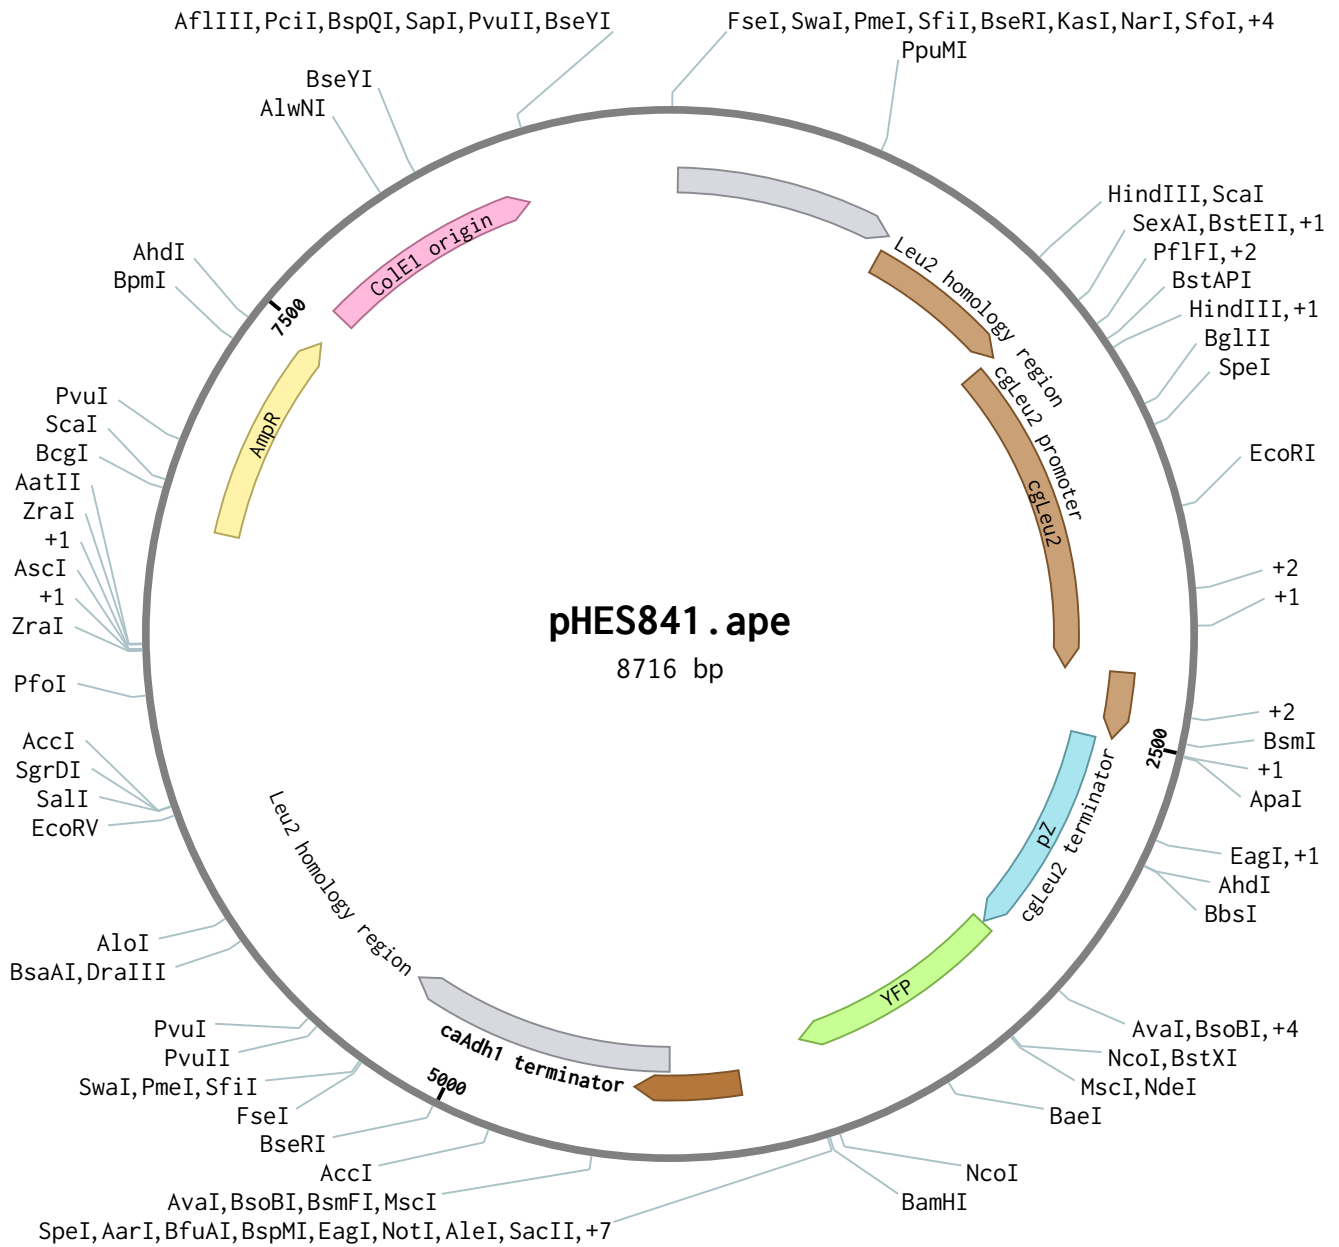 AflIII,PciI,BspQI,SapI,PvuII,BseYI
FseI,SwaI,PmeI,SfiI,BseRI,KasI,NarI,SfoI,+4
PpuMI
BseYI
AlwNI
HindIII,ScaI
SexAI,BstEII,+1
PflFI,+2
BstAPI
HindIII,+1
BglII
SpeI
EcoRI
+2
+1
+2
BsmI
+1
ApaI
EagI,+1
AhdI
BbsI
AvaI,BsoBI,+4
NcoI,BstXI
MscI,NdeI
BaeI
NcoI
BamHI
AhdI
BpmI
PvuI
ScaI
BcgI
AatII
ZraI
+1
AscI
+1
ZraI
PfoI
AccI
SgrDI
SalI
EcoRV
AloI
BsaAI,DraIII
PvuI
PvuII
SwaI,PmeI,SfiI
FseI
BseRI
AccI
AvaI,BsoBI,BsmFI,MscI
SpeI,AarI,BfuAI,BspMI,EagI,NotI,AleI,SacII,+7
7500
2500
5000
ColE1 origin
AmpR
Leu2 homology region
cgLeu2 promoter
cgLeu2
cgLeu2 terminator
pZ
YFP
caAdh1 terminator
Leu2 homology region
pHES841.ape
8716 bp